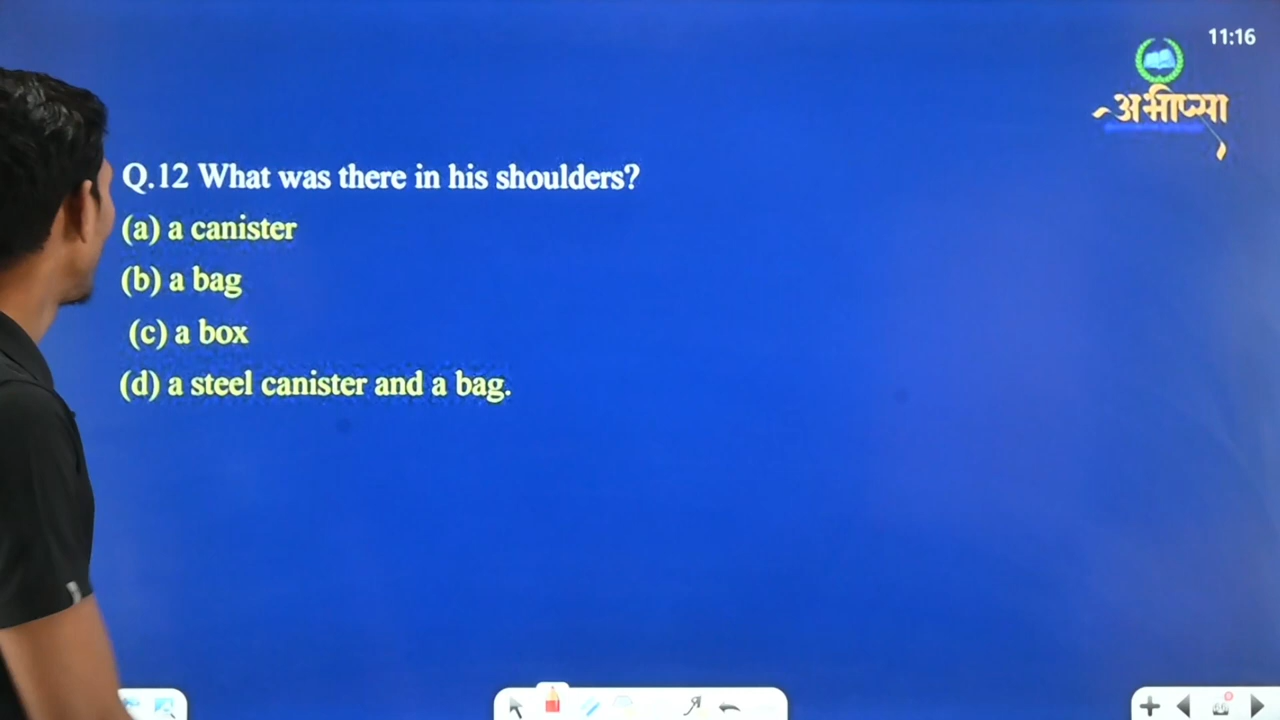 11:16
अभीप्सा
Q.12 What was there in his shoulders?
(a) a canister
(b) a bag
(c) a box
(d) a steel canister and a bag.